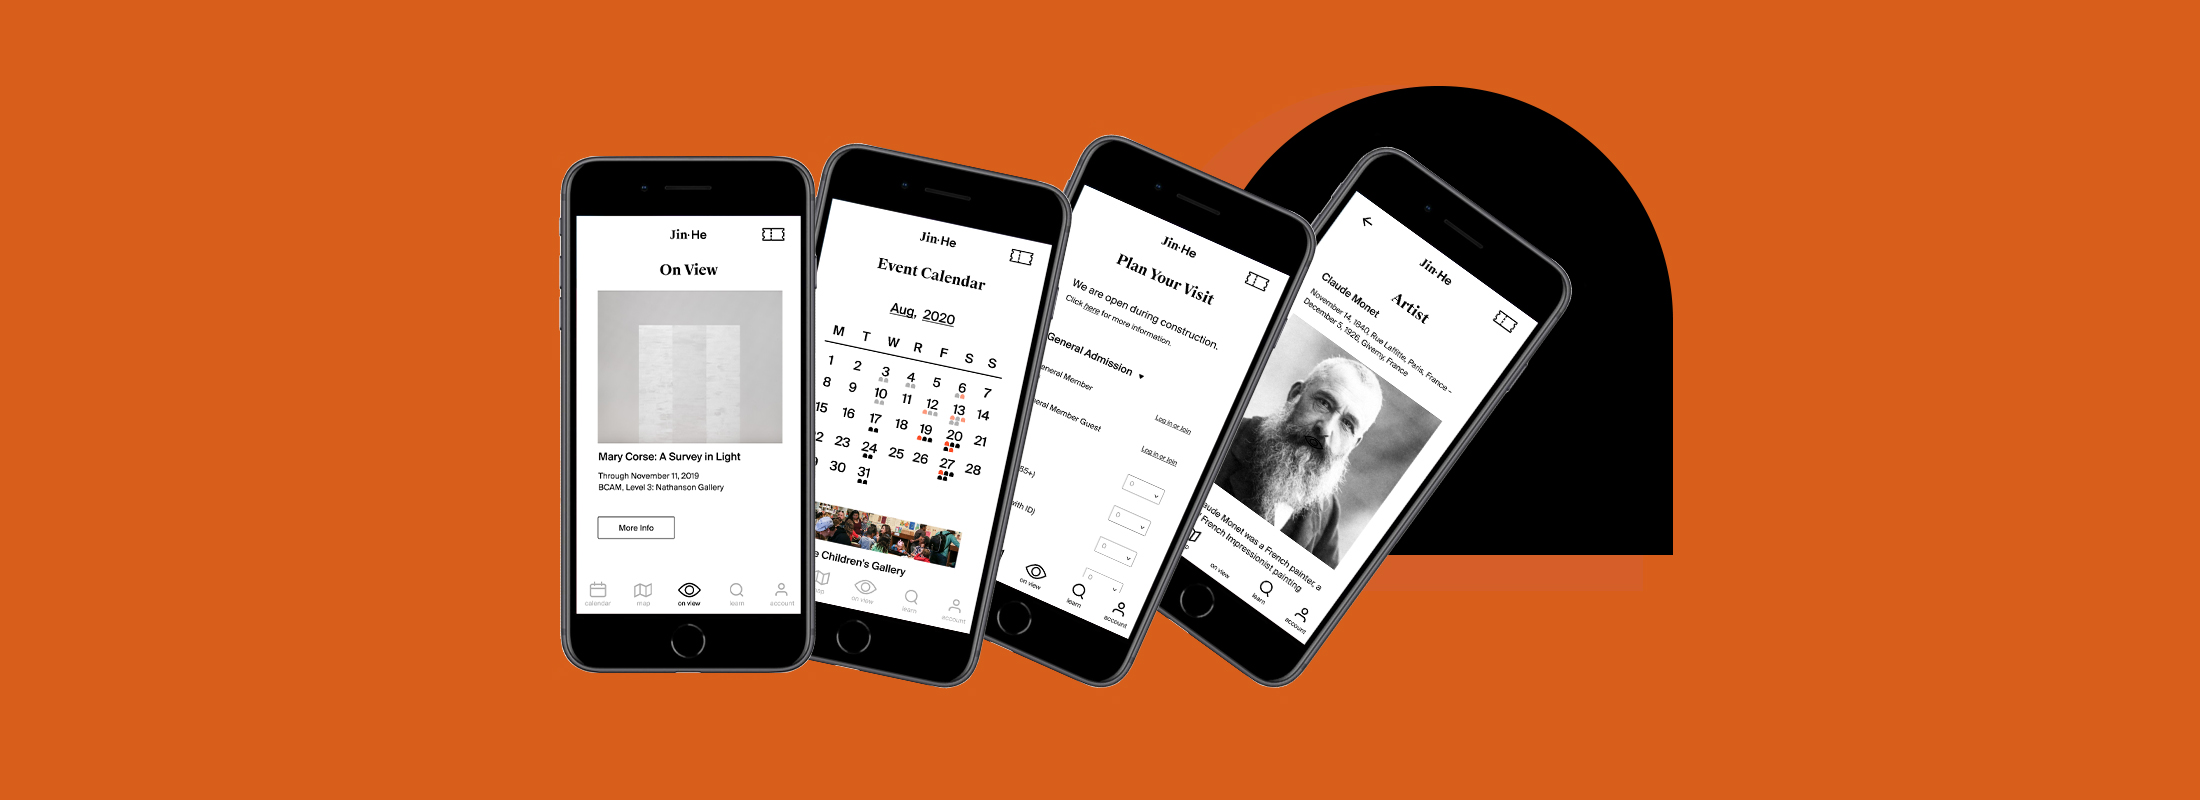 Jin·He
On View
Mary Corse: A Survey in Light
Through November 11, 2019
BCAM, Level 3: Nathanson Gallery
More Info
calendar map on view learn account
Jin·He
Event Calendar
Aug, 2020
M T W R F S S
1 2 3 4 5 6 7
8 9 10 11 12 13 14
15 16 17 18 19 20 21
22 23 24 25 26 27 28
30 31
Children's Gallery
on view learn account
Jin·He
Plan Your Visit
We are open during construction.
Click here for more information.
General Admission
General Member
Log in or Join
General Member Guest
Log in or Join
65+)
0
with ID)
0
0
0
on view learn account
Jin·He
Artist
Claude Monet
November 14, 1840, Rue Laffitte, Paris, France –
December 5, 1926, Giverny, France
Claude Monet was a French painter, a
French Impressionist painting
on view learn account